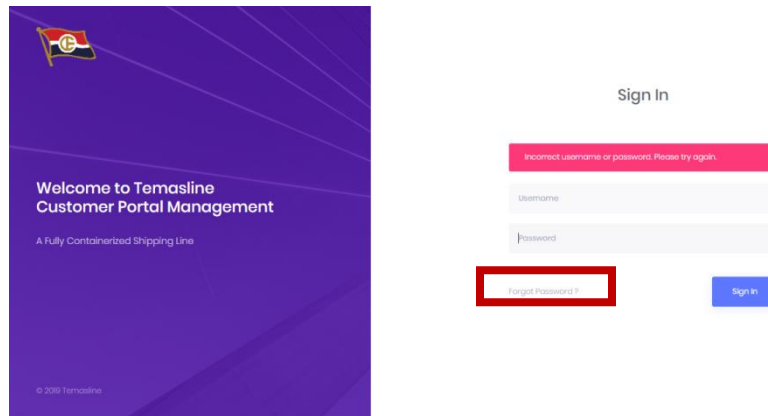 Welcome to Temasline
Customer Portal Management
A Fully Containerized Shipping Line
© 2019 Temasline
Sign In
Incorrect username or password. Please try again.
Username
Password
Forgot Password ?
Sign In